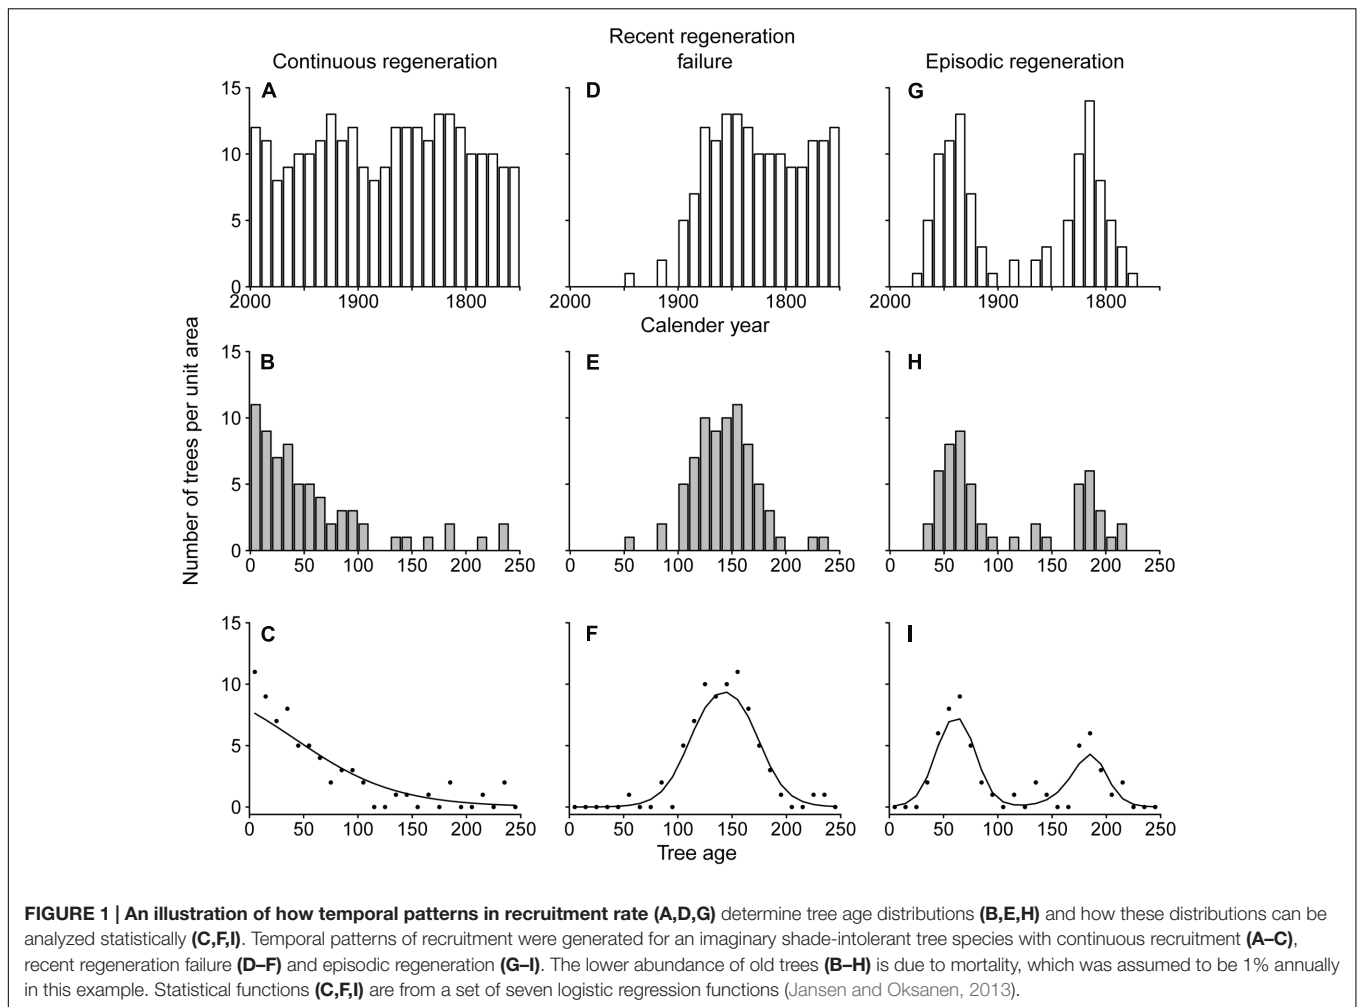 Continuous regeneration
Recent regeneration
failure
Episodic regeneration
A
15
10
5
0
2000 1900 1800
D
2000 1900 1800
G
2000 1900 1800
Calender year
Number of trees per unit area
B
15
10
5
0
0 50 100 150 200 250
E
0 50 100 150 200 250
H
0 50 100 150 200 250
C
15
10
5
0
0 50 100 150 200 250
F
0 50 100 150 200 250
I
0 50 100 150 200 250
Tree age
FIGURE 1 | An illustration of how temporal patterns in recruitment rate (A,D,G) determine tree age distributions (B,E,H) and how these distributions can be
analyzed statistically (C,F,I). Temporal patterns of recruitment were generated for an imaginary shade-intolerant tree species with continuous recruitment (A–C),
recent regeneration failure (D–F) and episodic regeneration (G–I). The lower abundance of old trees (B–H) is due to mortality, which was assumed to be 1% annually
in this example. Statistical functions (C,F,I) are from a set of seven logistic regression functions (Jansen and Oksanen, 2013).